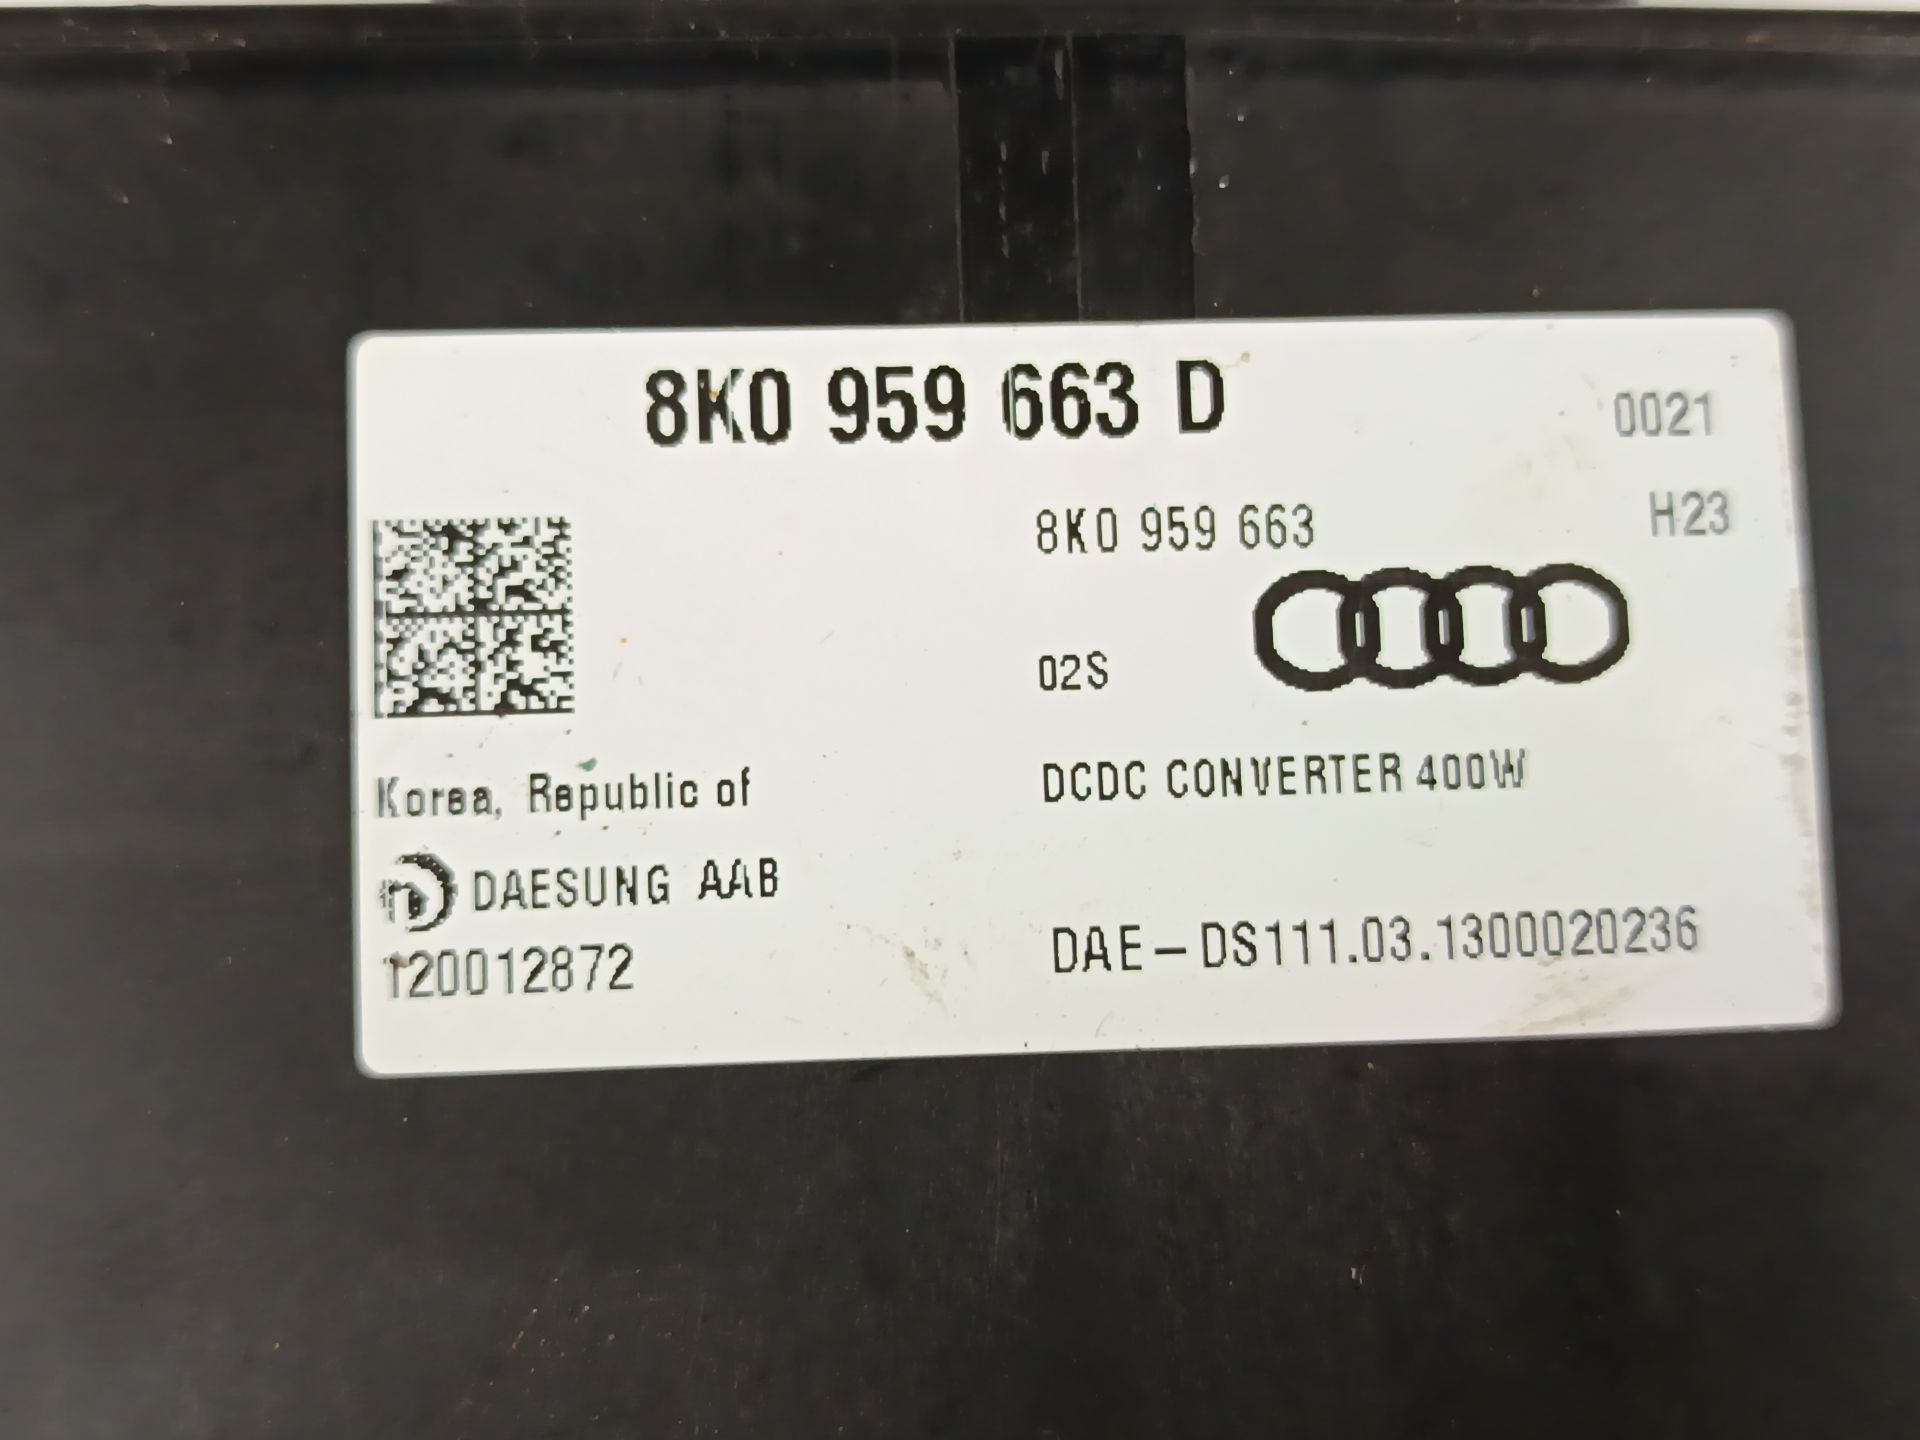 8K0 959 663 D
0021
8K0 959 663
H23
02S
Korea, Republic of
DCDC CONVERTER 400W
DAESUNG AAB
120012872
DAE-DS111.03.1300020236